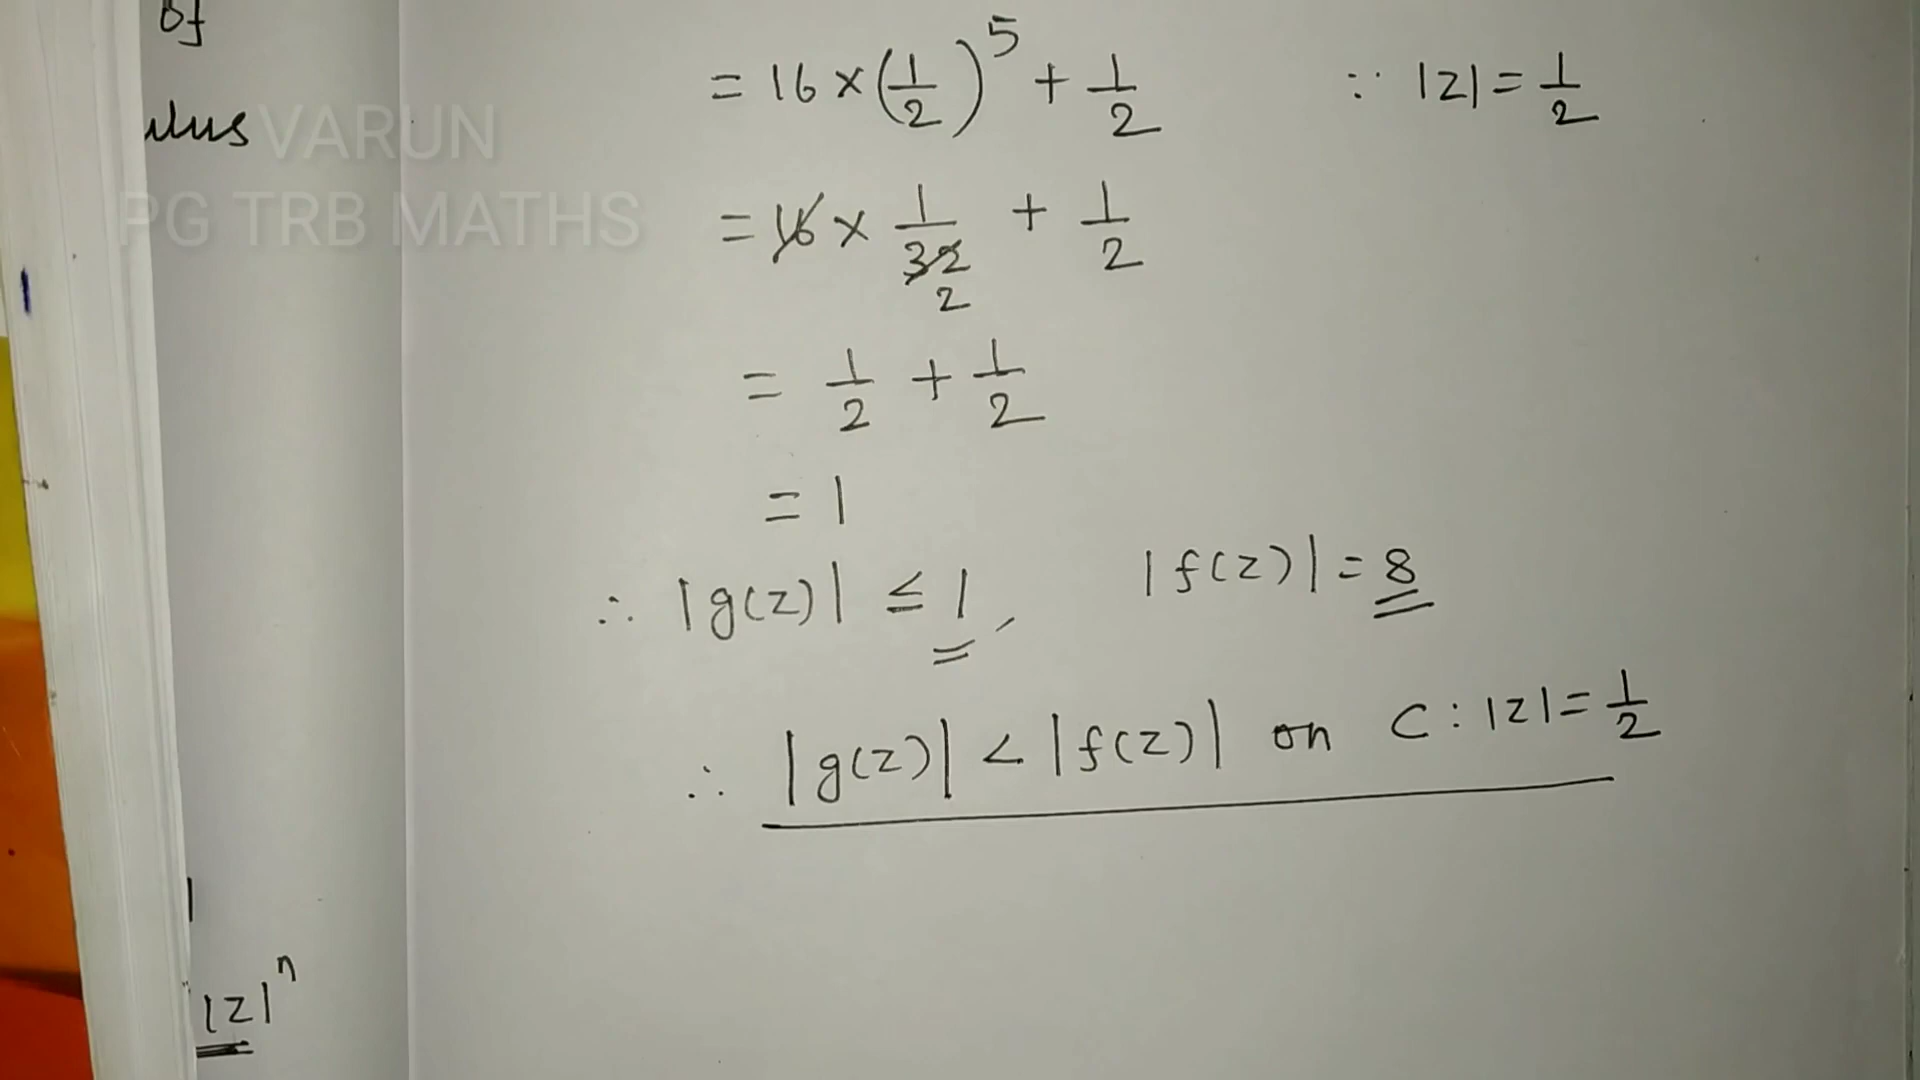 of
ulus
VARUN
PG TRB MATHS
= 16 × (1/2)^5 + 1/2 ∵ |z| = 1/2
= 16 × 1/32 + 1/2
2
= 1/2 + 1/2
= 1
∴ |g(z)| ≤ 1, |f(z)| = 8
∴ |g(z)| < |f(z)| on C : |z| = 1/2
|z|^n